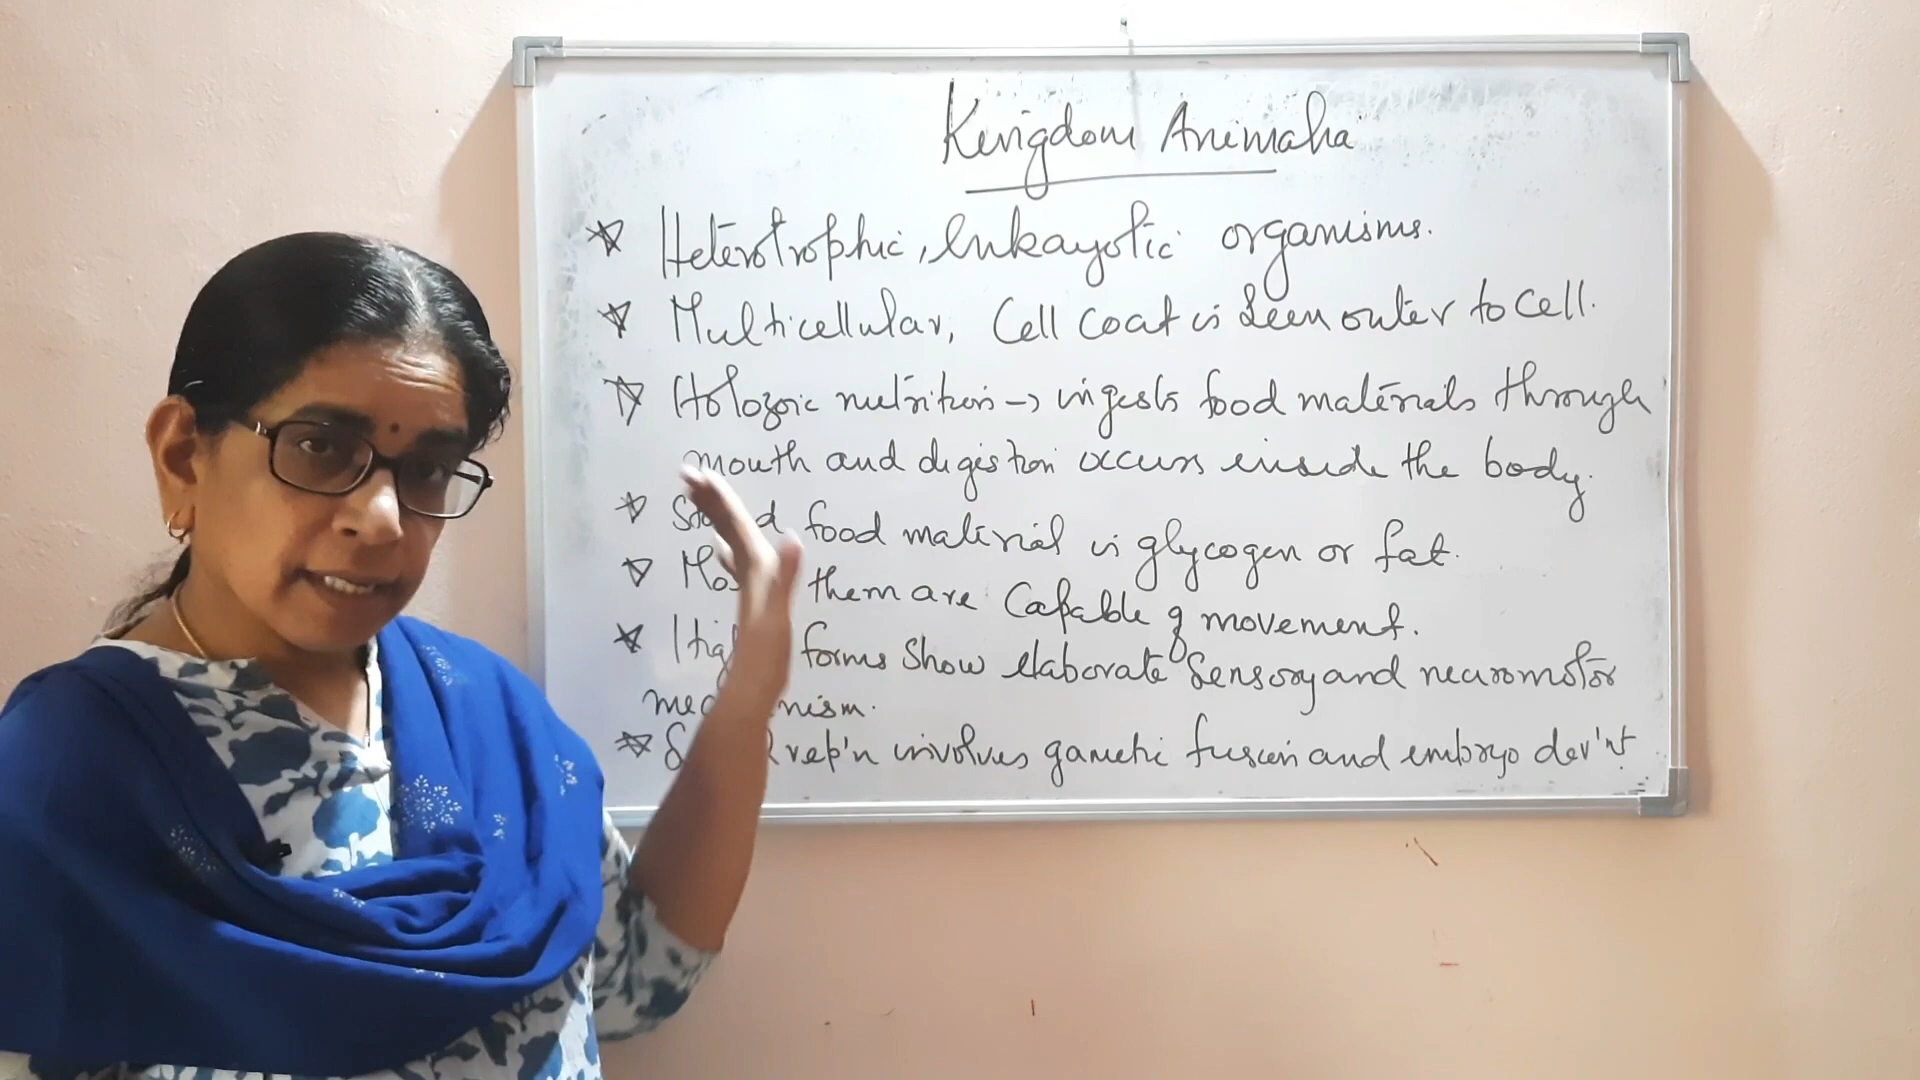 Kingdom Animalia
Heterotrophic, Eukayotic organisms.
Multicellular, Cell coat is seen outer to cell.
Holozoic nutrition → ingests food materials through
mouth and digestion occurs inside the body.
food material is glycogen or fat.
them are Capable of movement.
forms show elaborate sensory and neuromotor
rep'n involves gametic fusion and embryo dev'nt